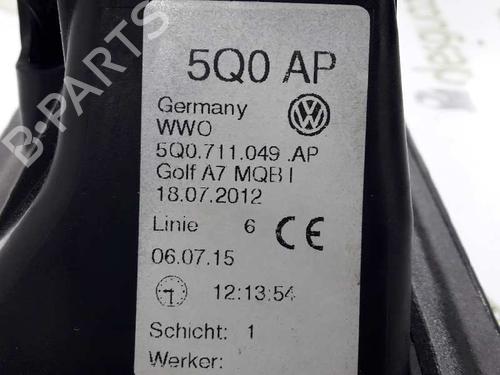 5Q0 AP
Germany
WWO
5Q0.711.049 .AP
Golf A7 MQB I
18.07.2012
Linie 6 CE
06.07.15
12:13:54
Schicht: 1
Werker:
B-PARTS